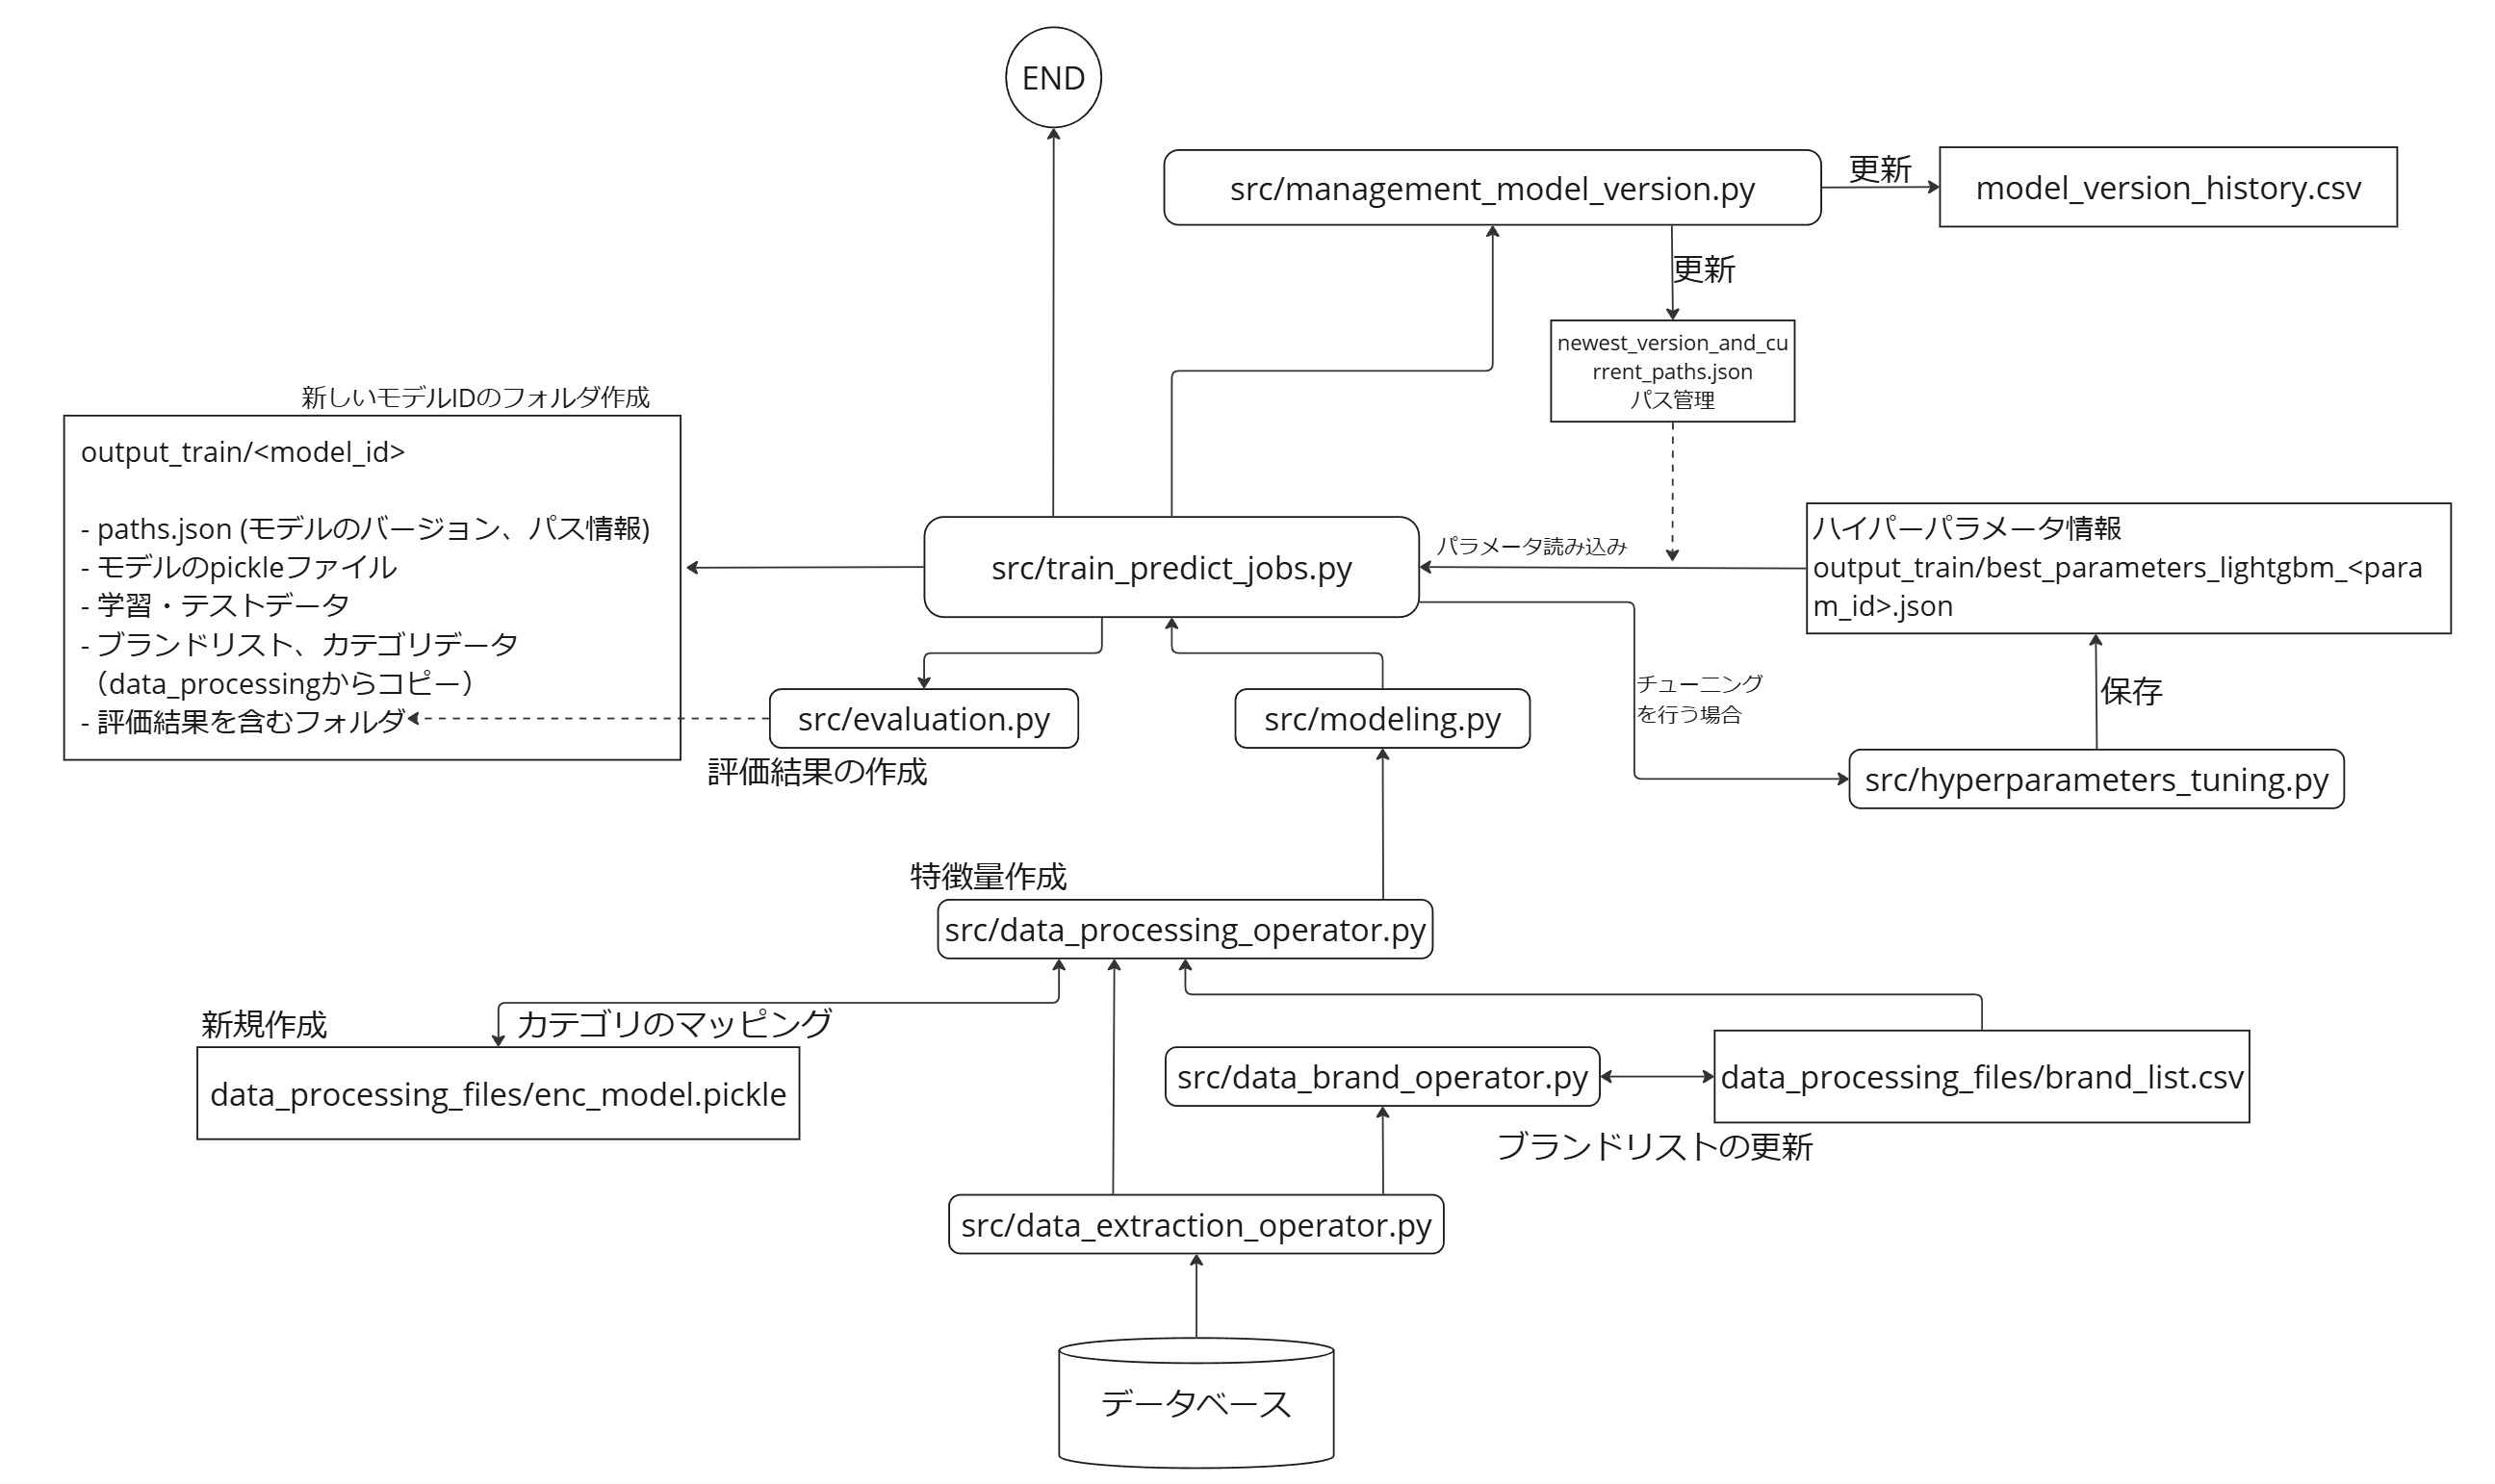 END
src/management_model_version.py
更新
model_version_history.csv
更新
newest_version_and_cu
rrent_paths.json
パス管理
新しいモデルIDのフォルダ作成
output_train/<model_id>
- paths.json (モデルのバージョン、パス情報)
- モデルのpickleファイル
- 学習・テストデータ
- ブランドリスト、カテゴリデータ
（data_processingからコピー）
- 評価結果を含むフォルダ
src/train_predict_jobs.py
パラメータ読み込み
ハイパーパラメータ情報
output_train/best_parameters_lightgbm_<para
m_id>.json
src/evaluation.py
評価結果の作成
src/modeling.py
チューニング
を行う場合
保存
src/hyperparameters_tuning.py
特徴量作成
src/data_processing_operator.py
新規作成
カテゴリのマッピング
data_processing_files/enc_model.pickle
src/data_brand_operator.py
data_processing_files/brand_list.csv
ブランドリストの更新
src/data_extraction_operator.py
データベース